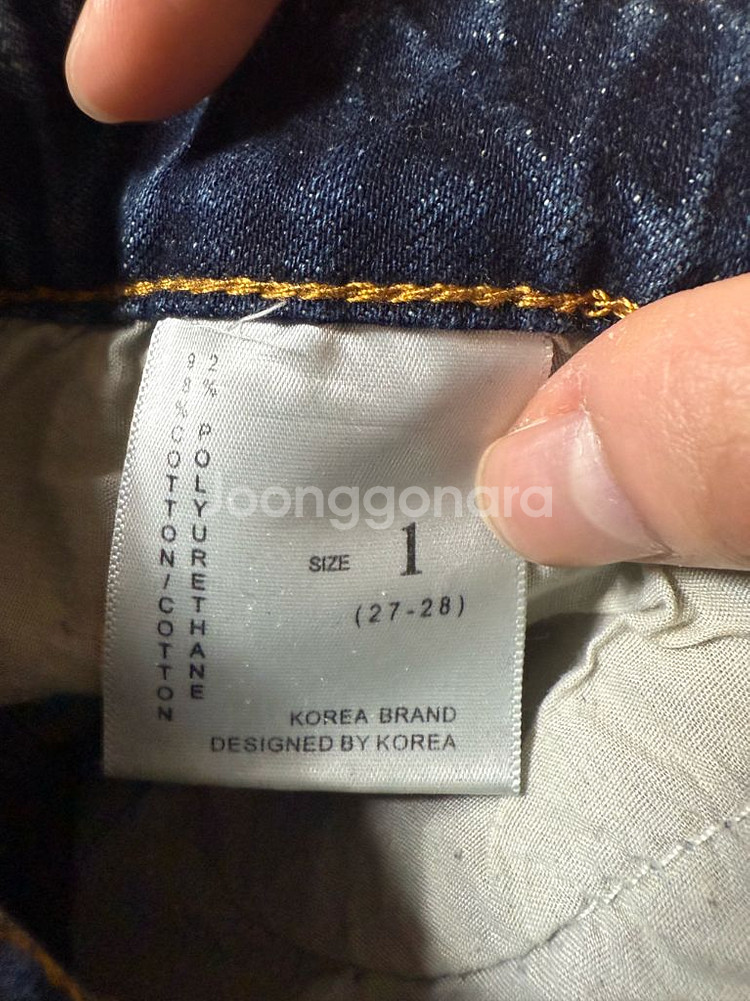 98%COTTON/COTTON
2% POLYURETHANE
Joonggonara
SIZE 1
(27-28)
KOREA BRAND
DESIGNED BY KOREA